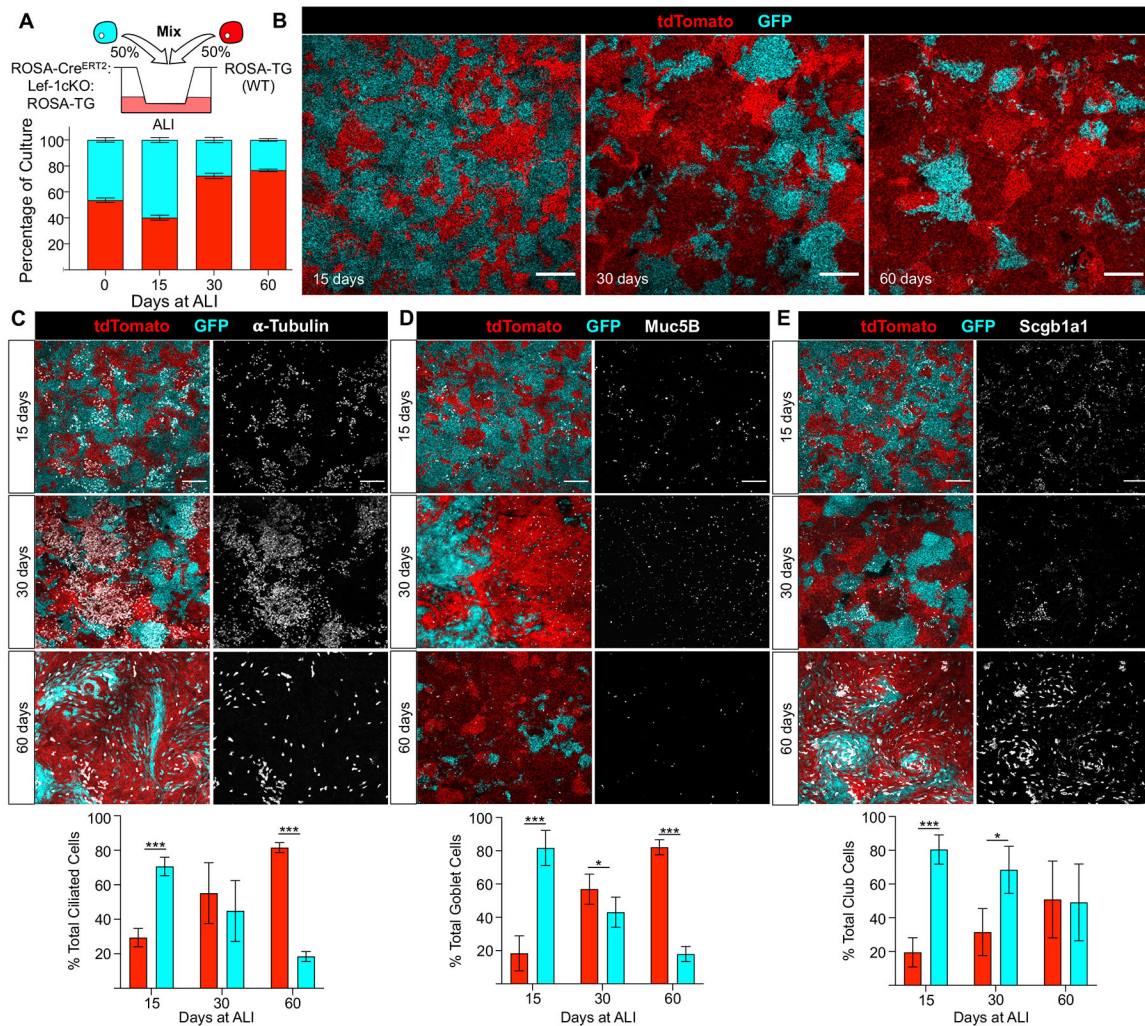 A
Mix
50% 50%
ROSA-Cre^ERT2:
Lef-1cKO:
ROSA-TG
ROSA-TG
(WT)
ALI
Percentage of Culture
100
80
60
40
20
0 15 30 60
Days at ALI
B
tdTomato GFP
15 days
30 days
60 days
C
tdTomato GFP α-Tubulin
15 days
30 days
60 days
% Total Ciliated Cells
100
80
60
40
20
***
***
15 30 60
Days at ALI
D
tdTomato GFP Muc5B
15 days
30 days
60 days
% Total Goblet Cells
100
80
60
40
20
***
*
***
15 30 60
Days at ALI
E
tdTomato GFP Scgb1a1
15 days
30 days
60 days
% Total Club Cells
100
80
60
40
20
***
*
15 30 60
Days at ALI